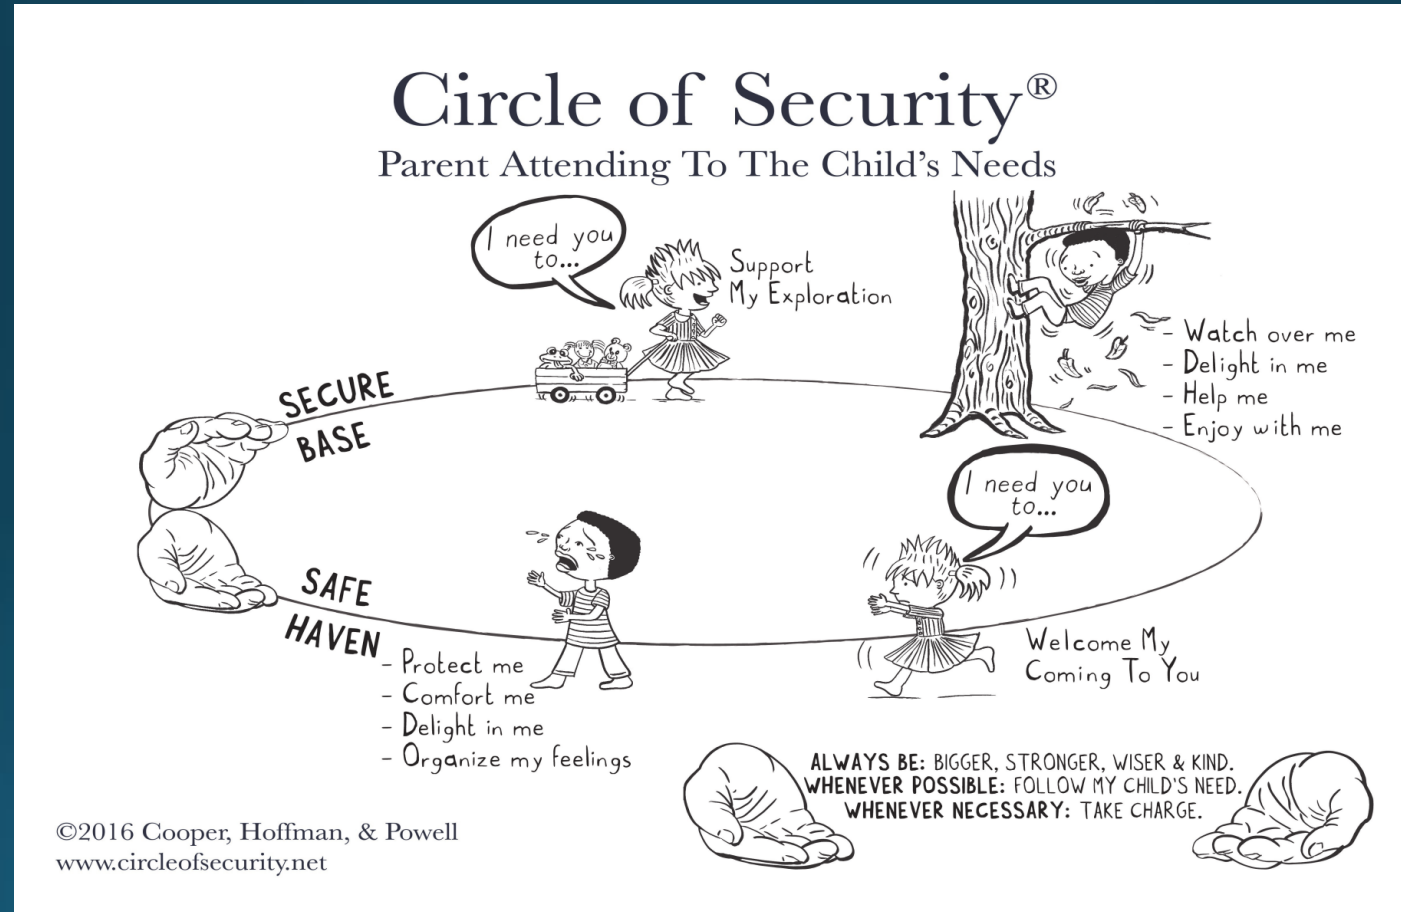 Circle of Security®
Parent Attending To The Child's Needs
I need you
to...
Support
My Exploration
- Watch over me
- Delight in me
- Help me
- Enjoy with me
SECURE
BASE
I need you
to...
Welcome My
Coming To You
SAFE
HAVEN
- Protect me
- Comfort me
- Delight in me
- Organize my feelings
ALWAYS BE: BIGGER, STRONGER, WISER & KIND.
WHENEVER POSSIBLE: FOLLOW MY CHILD'S NEED.
WHENEVER NECESSARY: TAKE CHARGE.
©2016 Cooper, Hoffman, & Powell
www.circleofsecurity.net